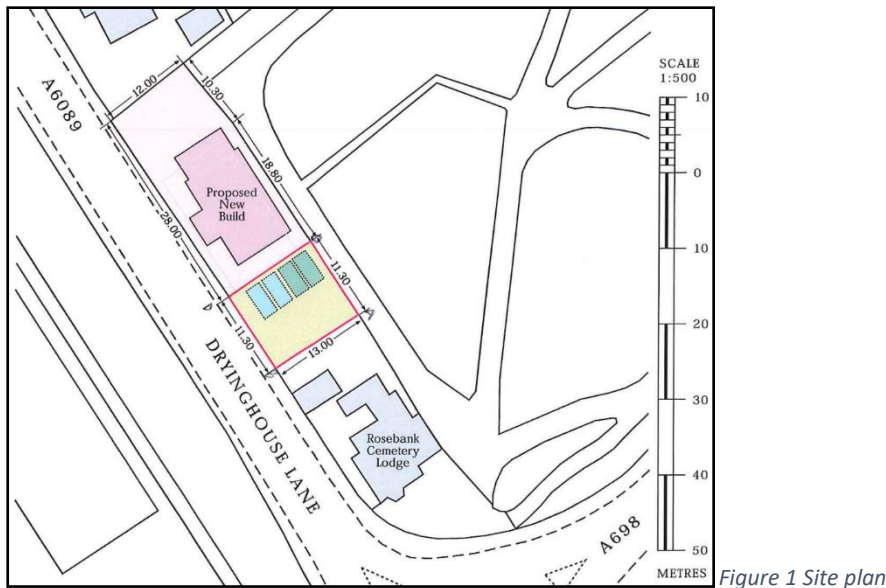 A6089
12.00
10.30
18.80
28.00
Proposed
New
Build
B
11.30
D
A
11.30
13.00
DRYINGHOUSE LANE
Rosebank
Cemetery
Lodge
A698
SCALE
1:500
10
0
10
20
30
40
50
METRES
Figure 1 Site plan